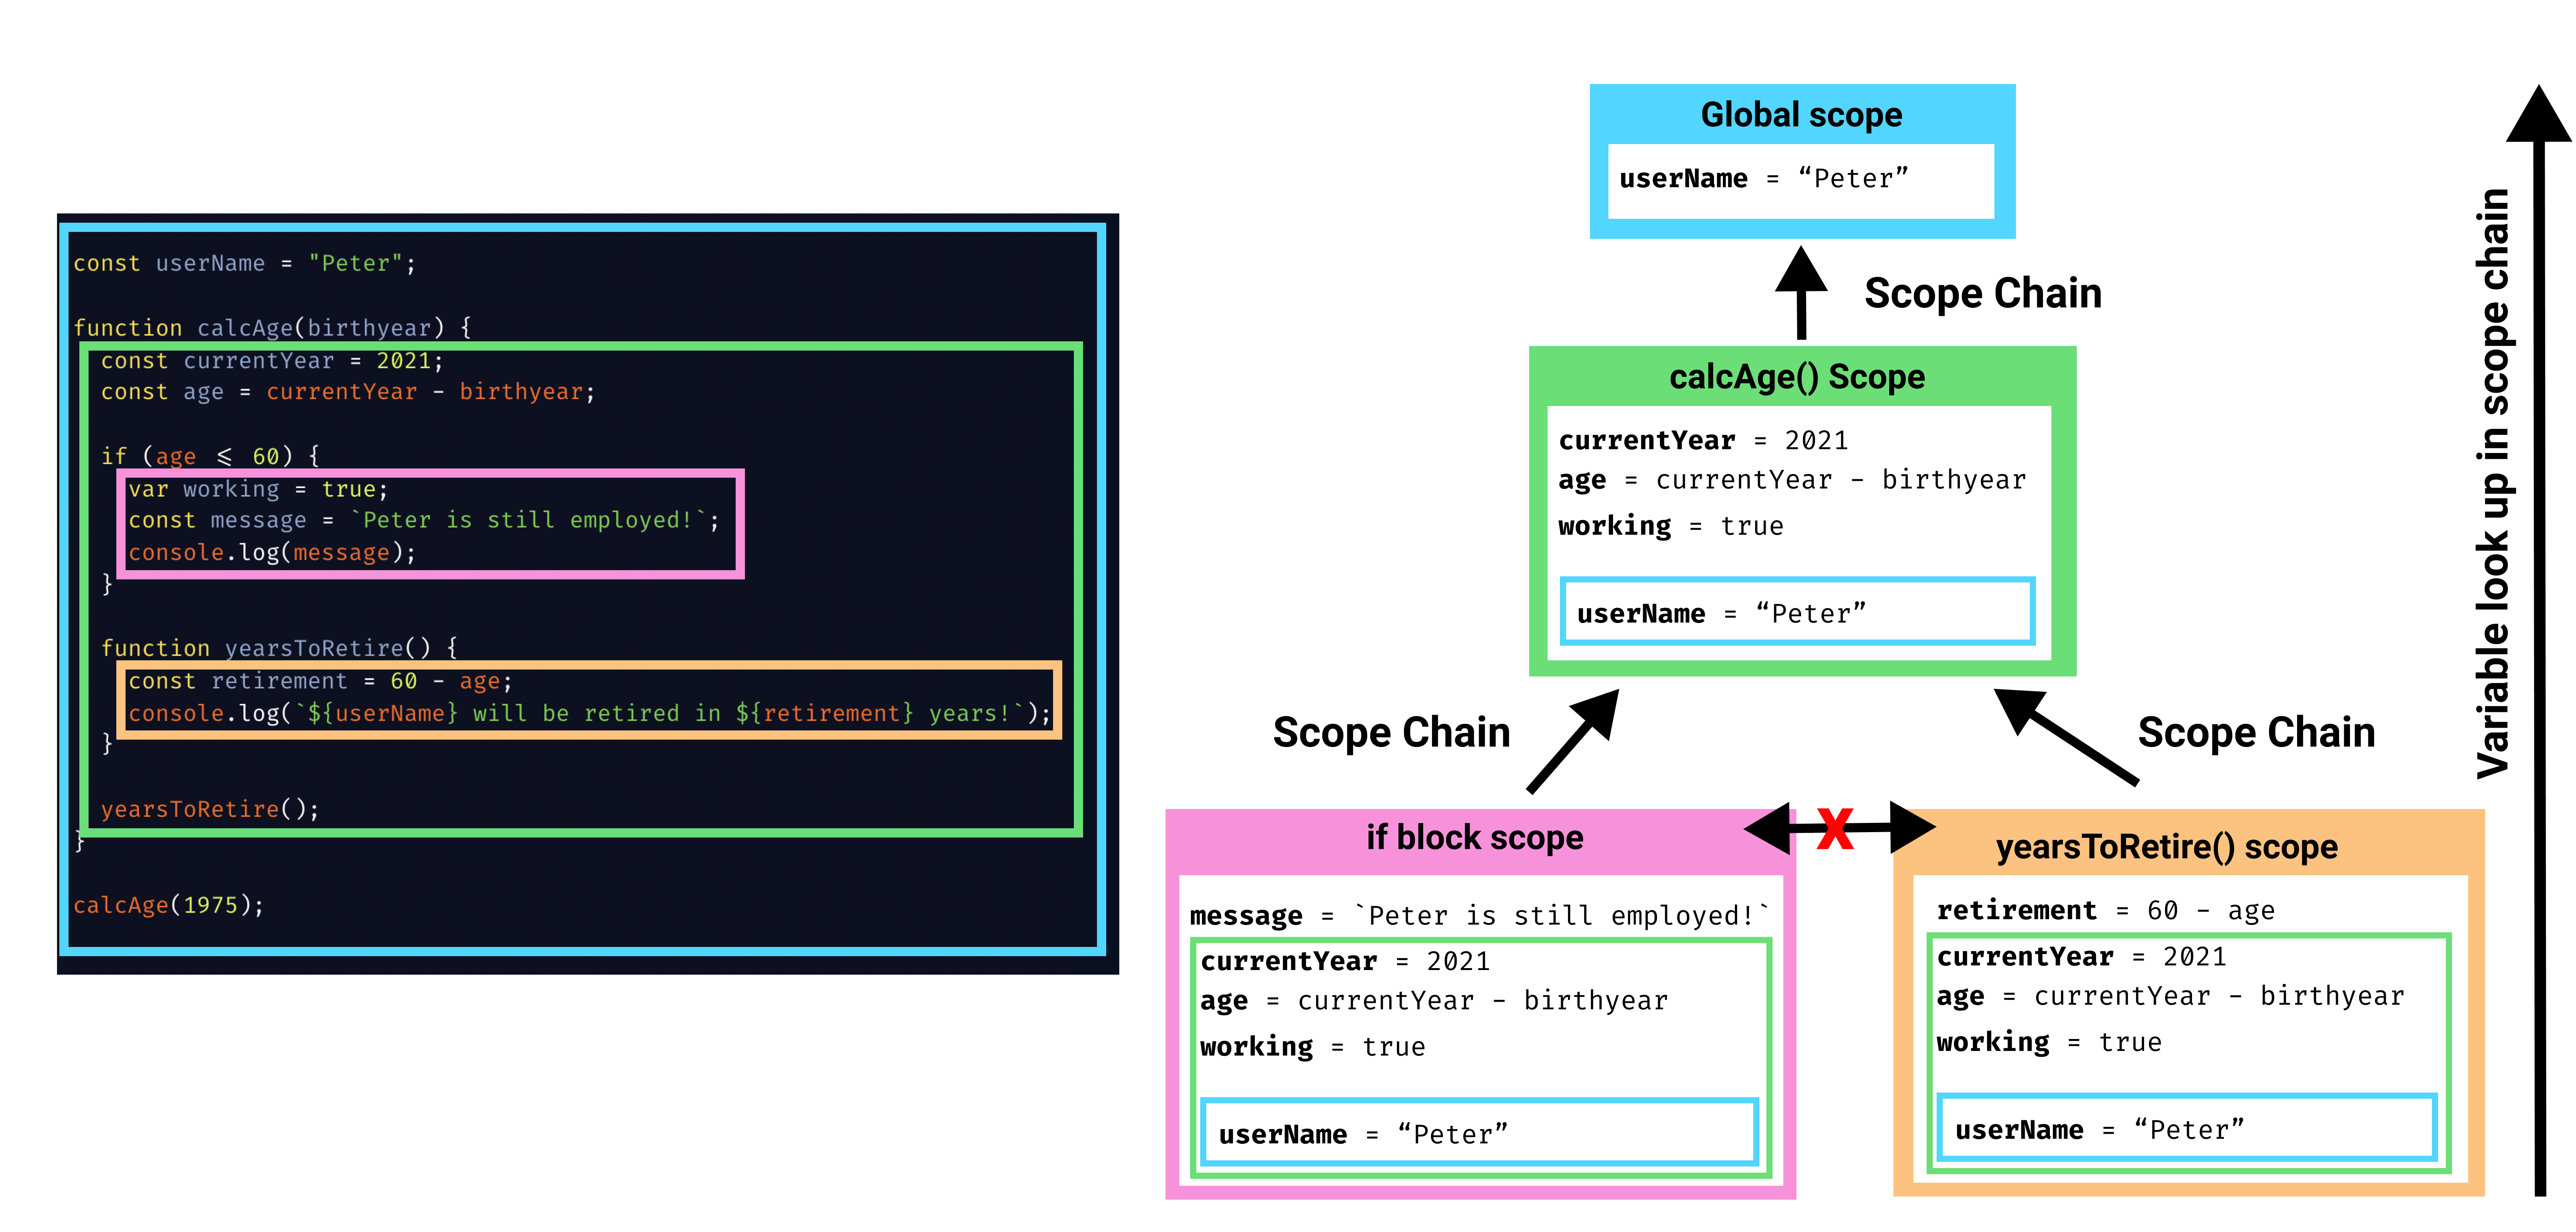 const userName = "Peter";
function calcAge(birthyear) {
const currentYear = 2021;
const age = currentYear - birthyear;
if (age ⩽ 60) {
var working = true;
const message = `Peter is still employed!`;
console.log(message);
}
function yearsToRetire() {
const retirement = 60 - age;
console.log(`${userName} will be retired in ${retirement} years!`);
}
yearsToRetire();
}
calcAge(1975);
Global scope
userName = “Peter”
Scope Chain
calcAge() Scope
currentYear = 2021
age = currentYear - birthyear
working = true
userName = “Peter”
Scope Chain
Scope Chain
if block scope
message = `Peter is still employed!`
currentYear = 2021
age = currentYear - birthyear
working = true
userName = “Peter”
X
yearsToRetire() scope
retirement = 60 - age
currentYear = 2021
age = currentYear - birthyear
working = true
userName = “Peter”
Variable look up in scope chain